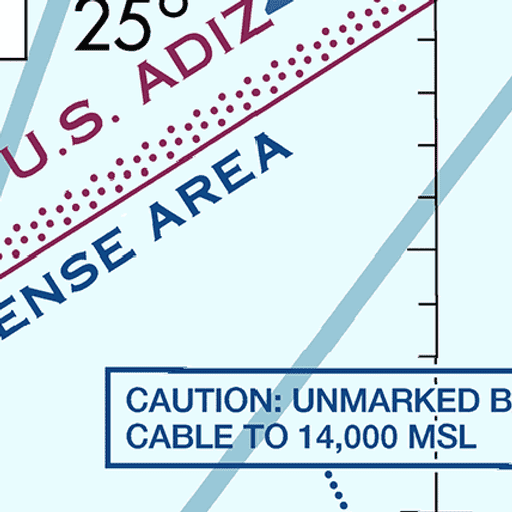 25°
U.S. ADIZ
ENSE AREA
CAUTION: UNMARKED B
CABLE TO 14,000 MSL